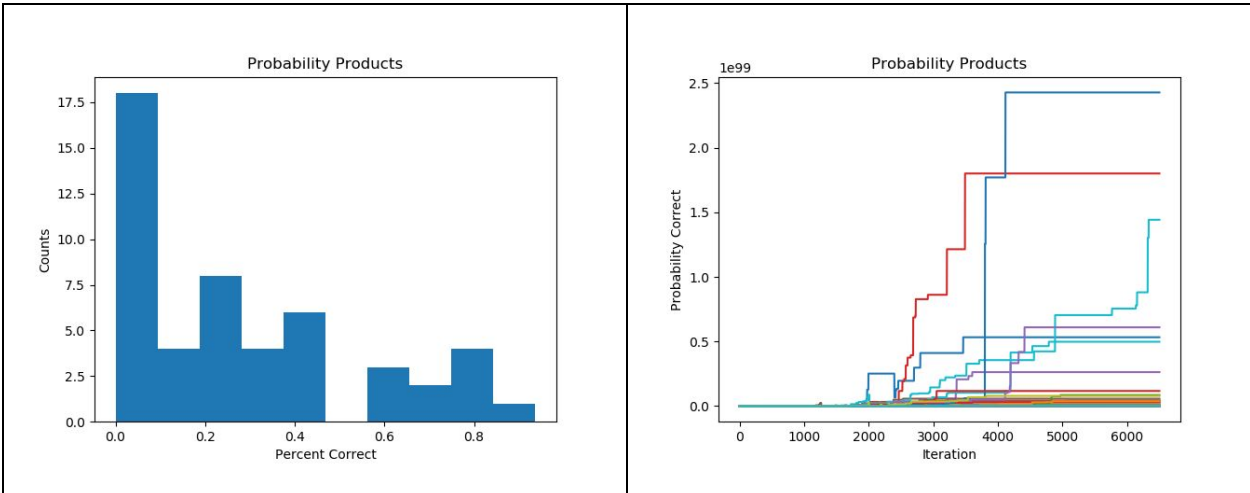 Probability Products
17.5
15.0
12.5
10.0
7.5
5.0
2.5
0.0
Counts
0.0 0.2 0.4 0.6 0.8
Percent Correct
Probability Products
1e99
2.5
2.0
1.5
1.0
0.5
0.0
Probability Correct
0 1000 2000 3000 4000 5000 6000
Iteration